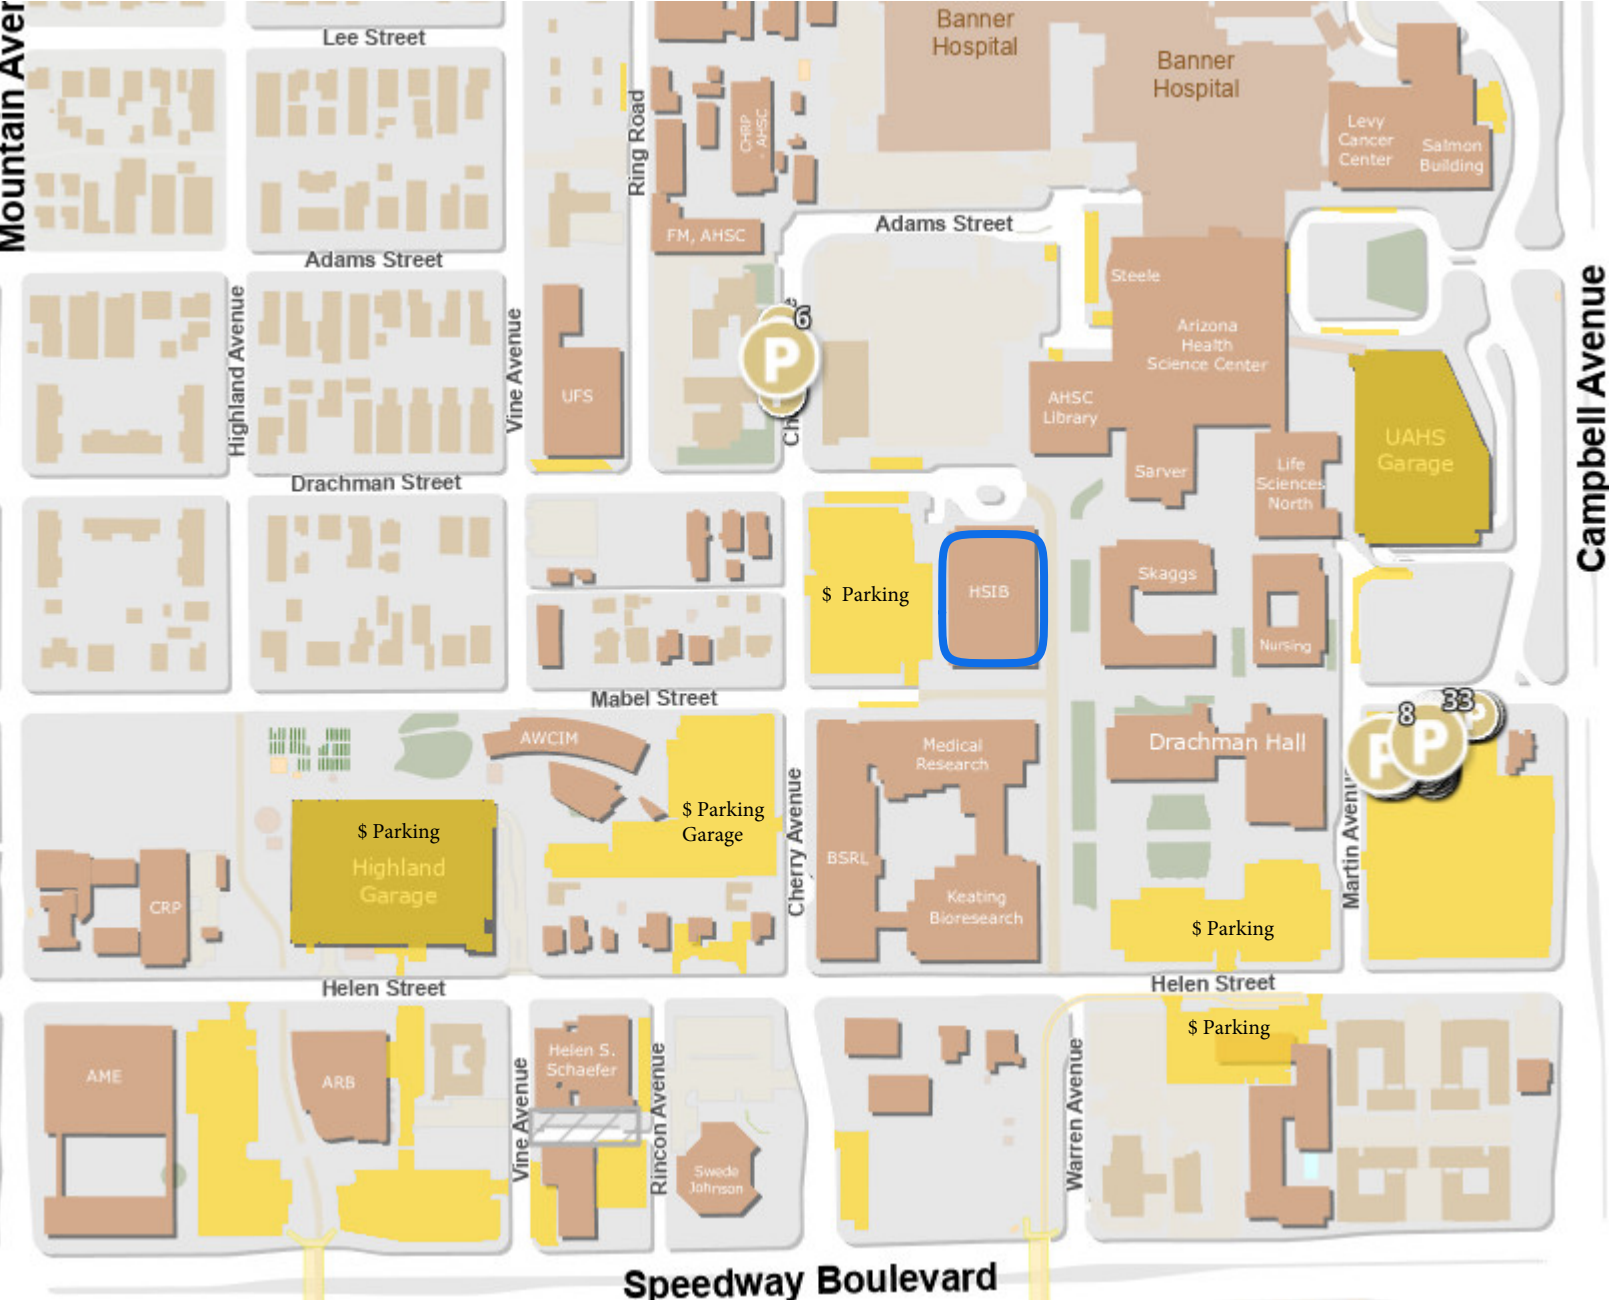 Mountain Aven
Lee Street
Banner
Hospital
Banner
Hospital
Ring Road
CHRP
- AHSC
Levy
Cancer
Center
Salmon
Building
FM, AHSC
Adams Street
Adams Street
Steele
Highland Avenue
Vine Avenue
6
P
Arizona
Health
Science Center
Campbell Avenue
UFS
AHSC
Library
UAHS
Garage
Drachman Street
Sarver
Life
Sciences
North
$ Parking
HSIB
Skaggs
Nursing
Mabel Street
8
33
P
P
P
AWCIM
Medical
Research
Drachman Hall
$ Parking
Highland
Garage
$ Parking
Garage
Cherry Avenue
BSRL
Martin Avenue
CRP
Keating
Bioresearch
$ Parking
Helen Street
Helen Street
$ Parking
AME
ARB
Helen S.
Schaefer
Vine Avenue
Rincon Avenue
Warren Avenue
Swede
Johnson
Speedway Boulevard